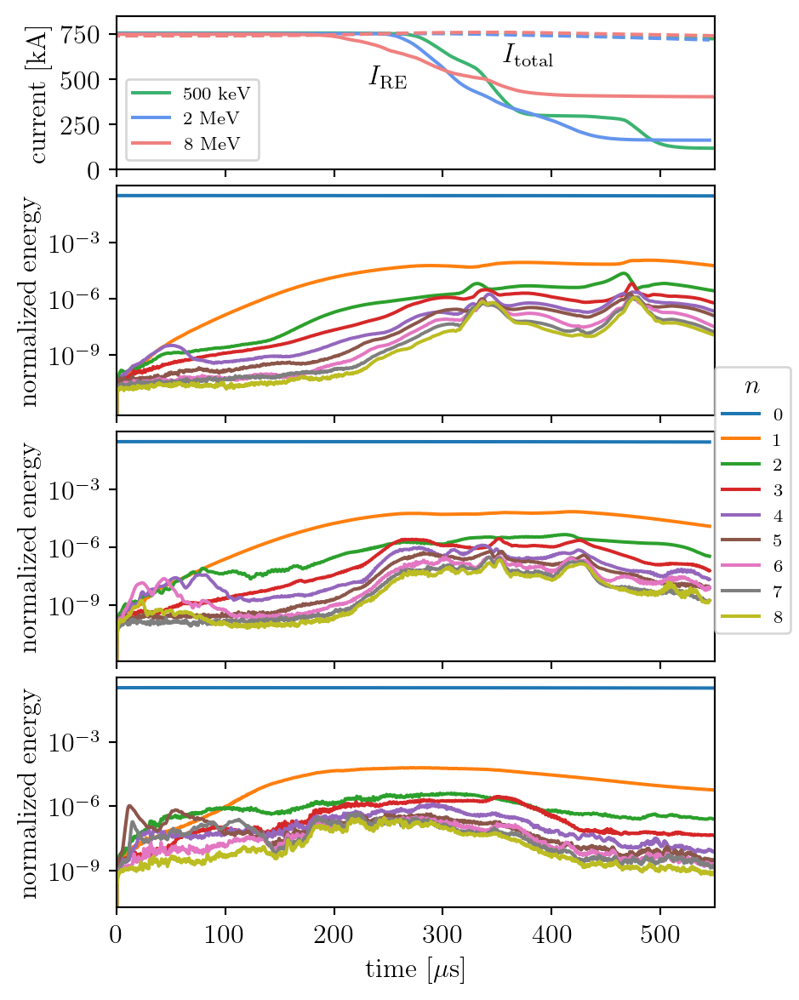 current [kA]
750
500
250
0
I_total
I_RE
500 keV
2 MeV
8 MeV
normalized energy
10⁻³
10⁻⁶
10⁻⁹
normalized energy
10⁻³
10⁻⁶
10⁻⁹
n
0
1
2
3
4
5
6
7
8
normalized energy
10⁻³
10⁻⁶
10⁻⁹
0 100 200 300 400 500
time [μs]